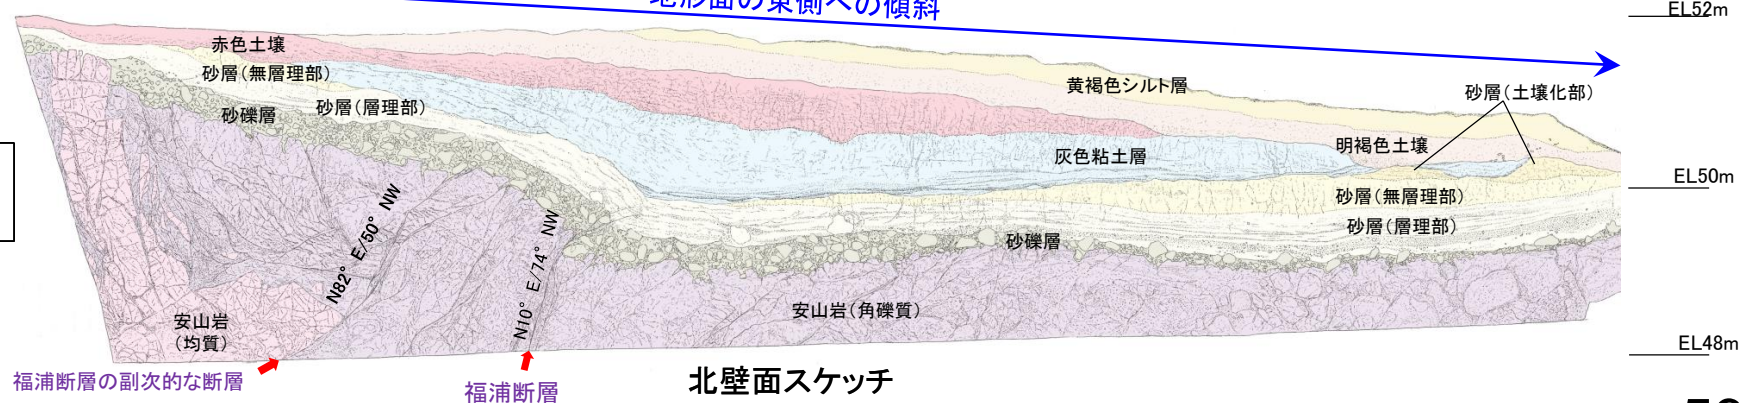 地形面の東側への傾斜
EL52m
赤色土壌
砂層(無層理部)
砂層(層理部)
砂礫層
黄褐色シルト層
砂層(土壌化部)
灰色粘土層
明褐色土壌
EL50m
砂層(無層理部)
砂層(層理部)
砂礫層
N82° E/50° NW
N10° E/74° NW
安山岩(角礫質)
安山岩
(均質)
EL48m
福浦断層の副次的な断層
福浦断層
北壁面スケッチ